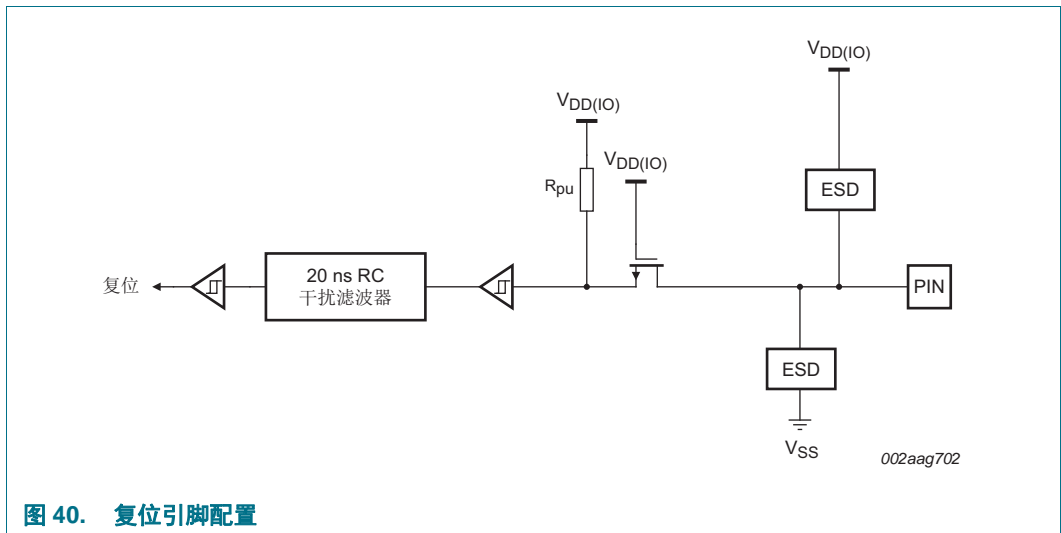 VDD(IO)
VDD(IO)
VDD(IO)
Rpu
ESD
复位
20 ns RC
干扰滤波器
PIN
ESD
VSS
002aag702
图 40. 复位引脚配置